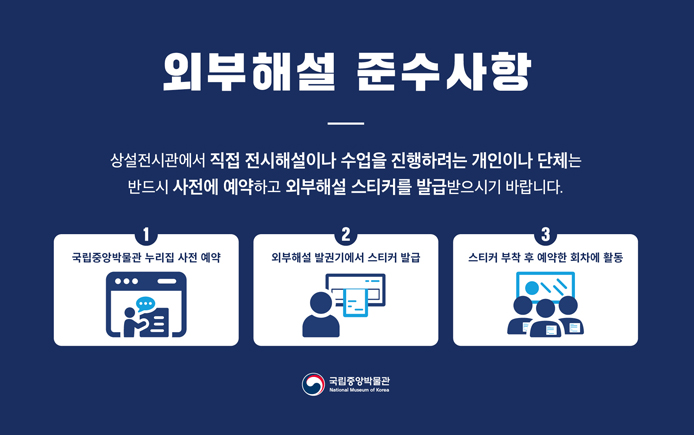 외부해설 준수사항
상설전시관에서 직접 전시해설이나 수업을 진행하려는 개인이나 단체는
반드시 사전에 예약하고 외부해설 스티커를 발급받으시기 바랍니다.
1
국립중앙박물관 누리집 사전 예약
2
외부해설 발권기에서 스티커 발급
3
스티커 부착 후 예약한 회차에 활동
국립중앙박물관
National Museum of Korea